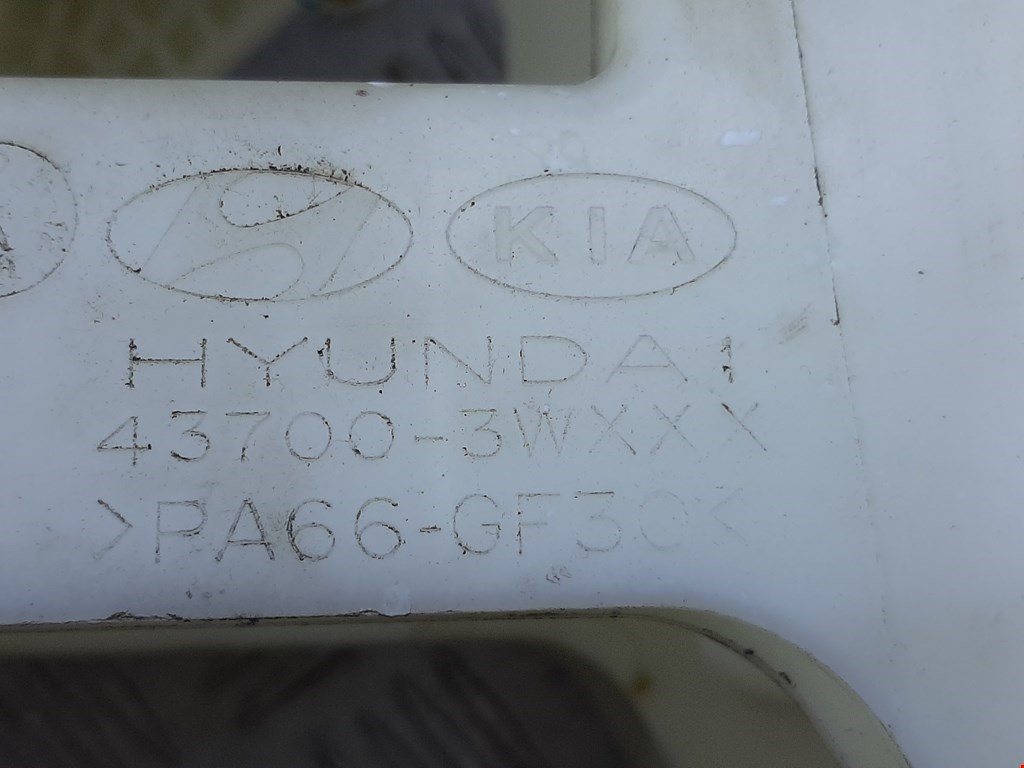 KIA
HYUNDAI
43700-3WXXX
>PA66-GF30<